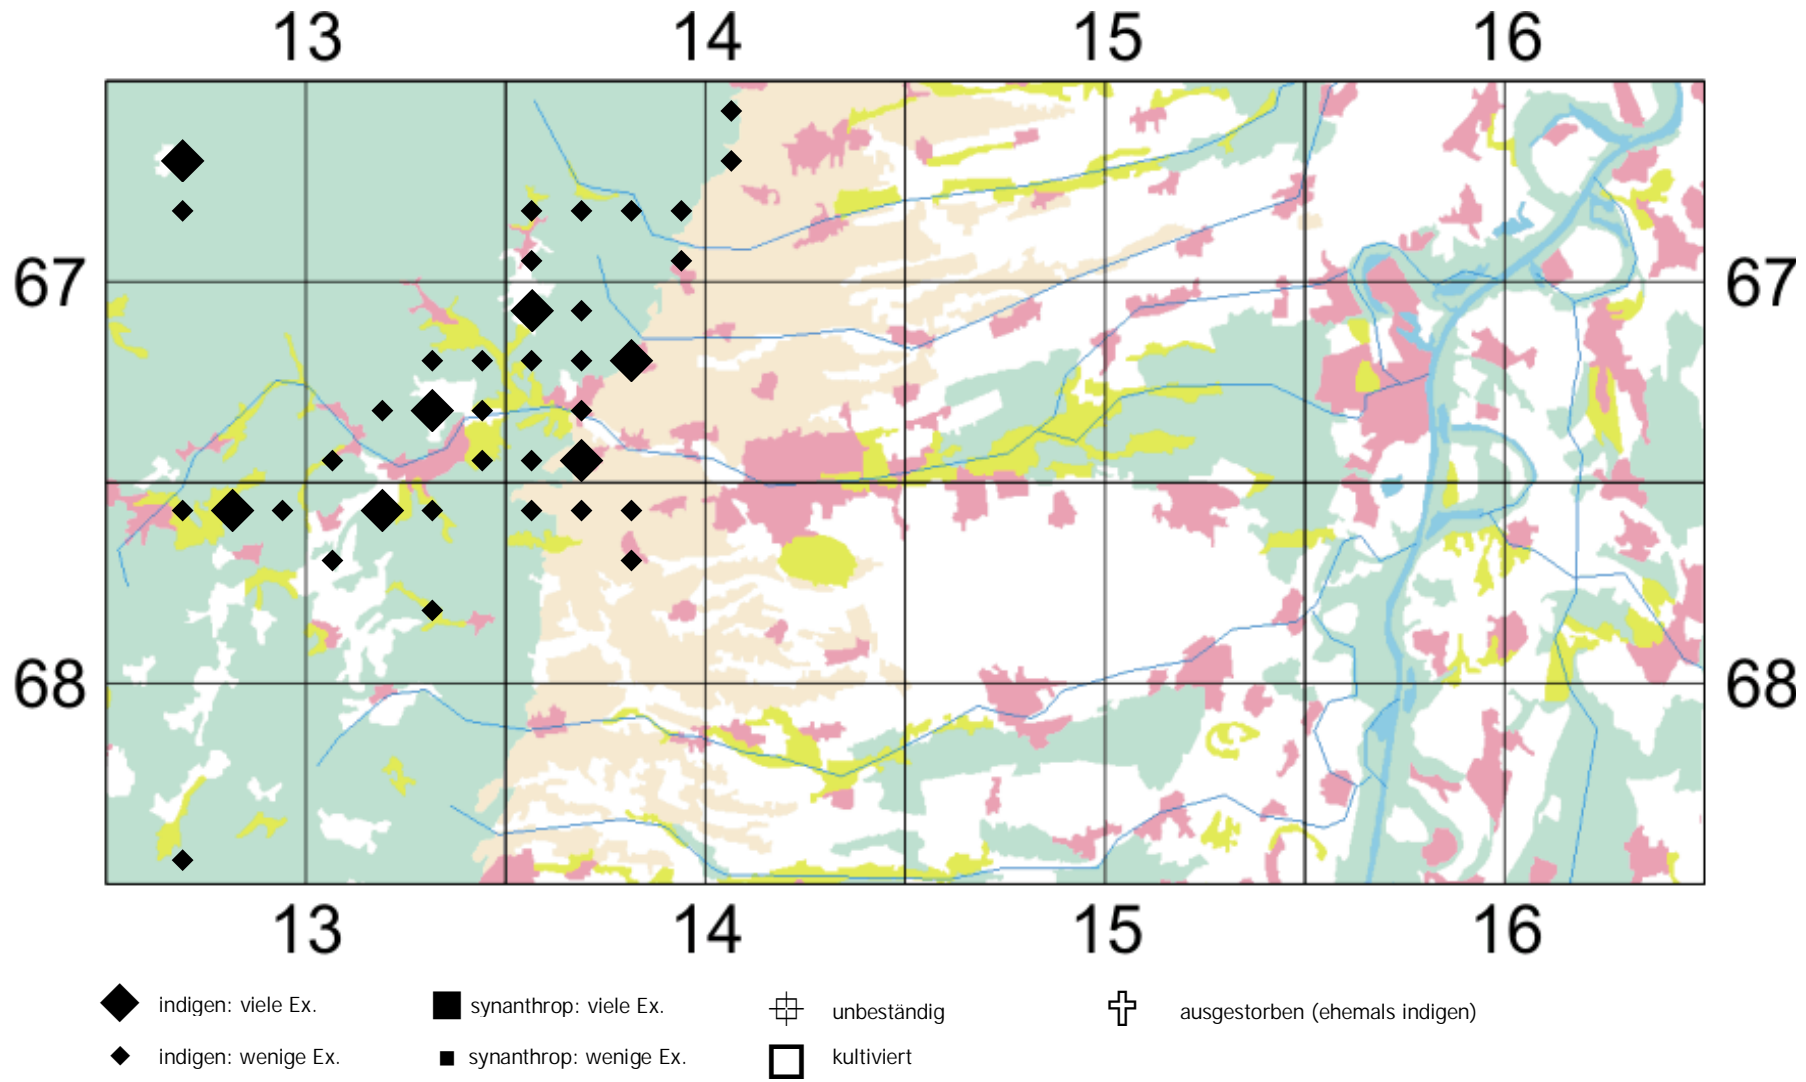 13 14 15 16
67 67
68 68
13 14 15 16
indigen: viele Ex. synanthrop: viele Ex. unbeständig ausgestorben (ehemals indigen)
indigen: wenige Ex. synanthrop: wenige Ex. kultiviert